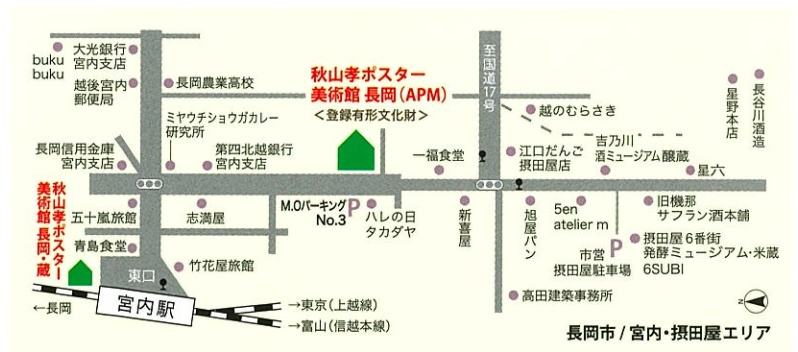 buku
buku
大光銀行
宮内支店
越後宮内
郵便局
長岡農業高校
秋山孝ポスター
美術館 長岡(APM)
<登録有形文化財>
至国道17号
越のむらさき
星野本店
長谷川酒造
ミヤウチショウガカレー
研究所
長岡信用金庫
宮内支店
第四北越銀行
宮内支店
一福食堂
江口だんご
摂田屋店
吉乃川
酒ミュージアム醸蔵
星六
秋山孝ポスター
美術館 長岡・蔵
五十嵐旅館
志満屋
M.Oパーキング
No.3
P
ハレの日
タカダヤ
新喜屋
旭屋パン
5en
atelier m
旧機那
サフラン酒本舗
青島食堂
竹花屋旅館
市営
摂田屋駐車場
P
摂田屋6番街
発酵ミュージアム・米蔵
6SUBI
東口
高田建築事務所
←長岡
宮内駅
→東京(上越線)
→富山(信越本線)
N
長岡市/宮内・摂田屋エリア